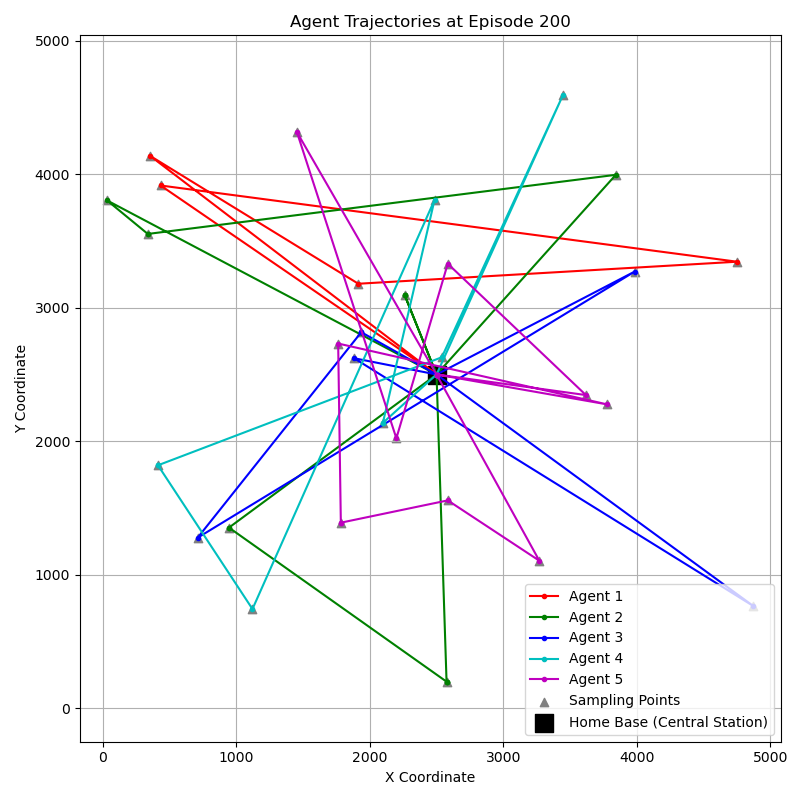 Agent Trajectories at Episode 200
5000
4000
3000
2000
1000
0
Y Coordinate
0 1000 2000 3000 4000 5000
X Coordinate
Agent 1
Agent 2
Agent 3
Agent 4
Agent 5
Sampling Points
Home Base (Central Station)